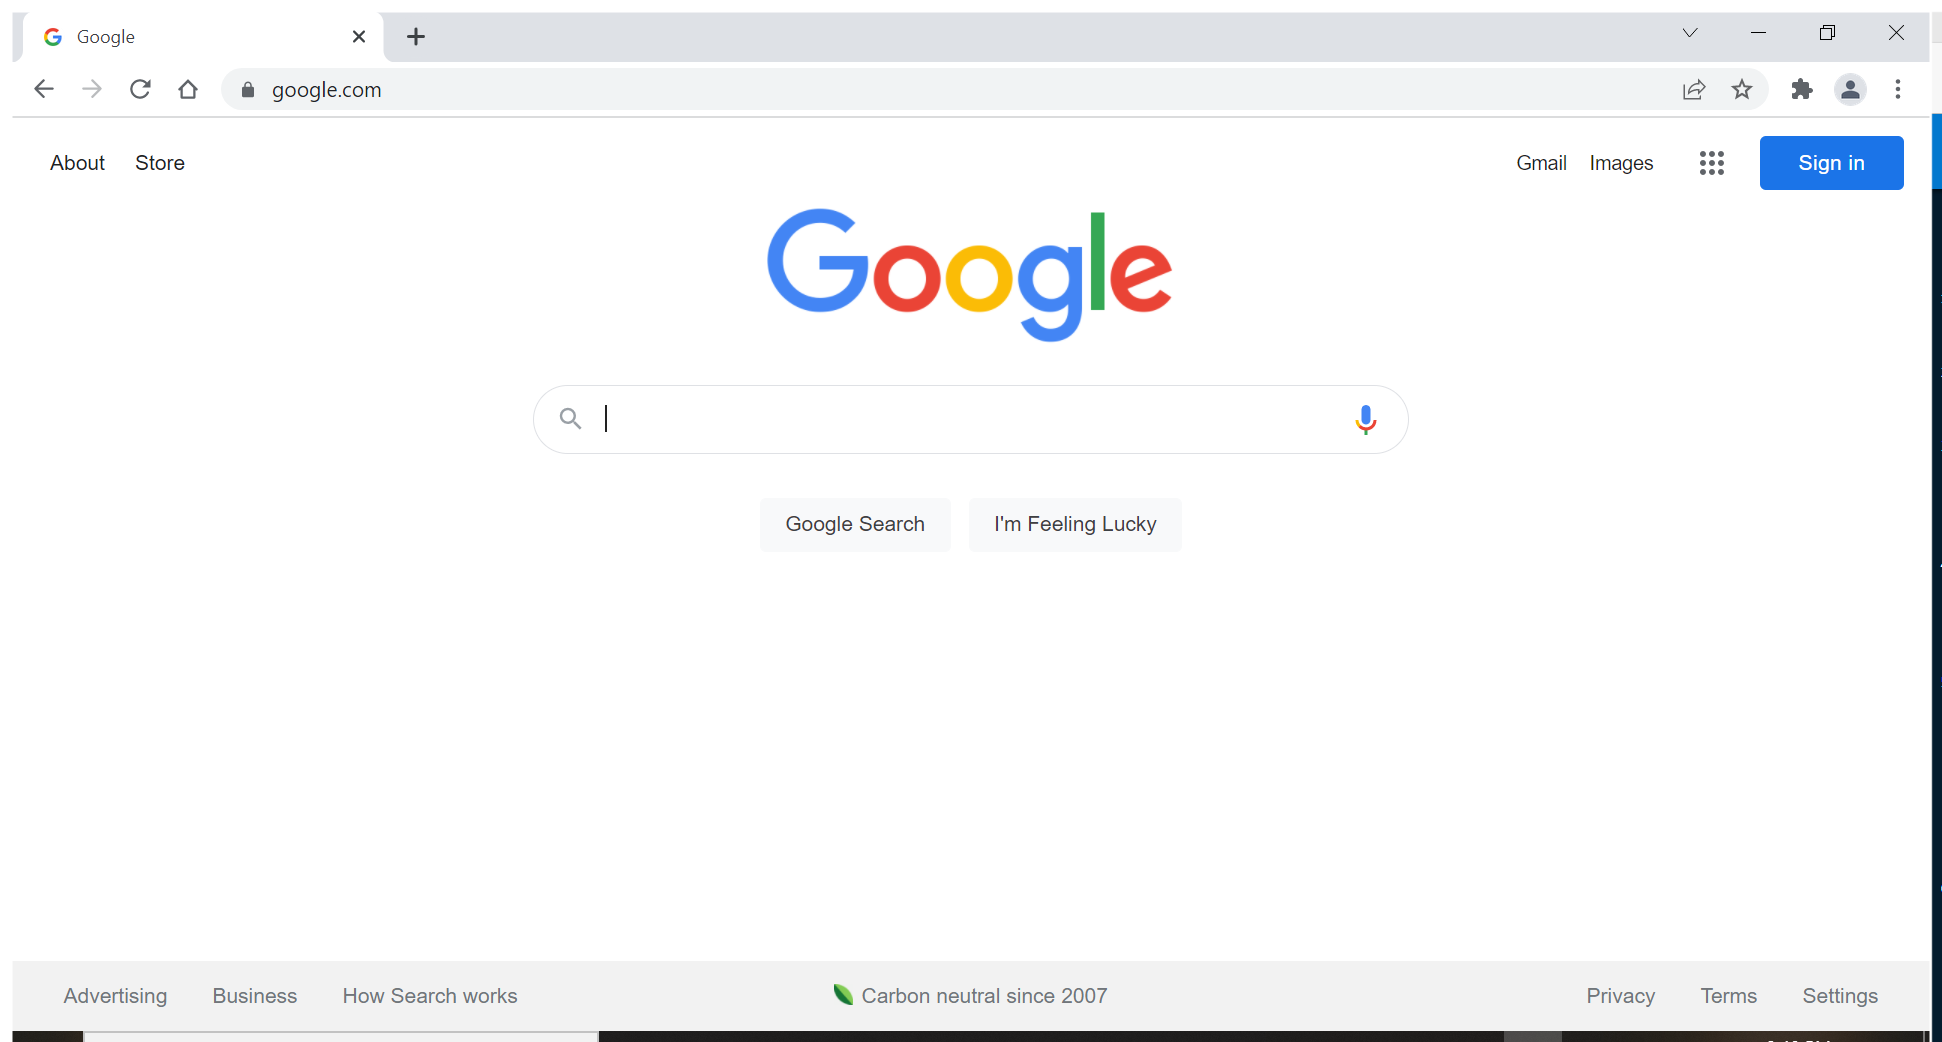 Google
google.com
About Store Gmail Images Sign in
Google
Google Search I'm Feeling Lucky
Advertising Business How Search works Carbon neutral since 2007 Privacy Terms Settings